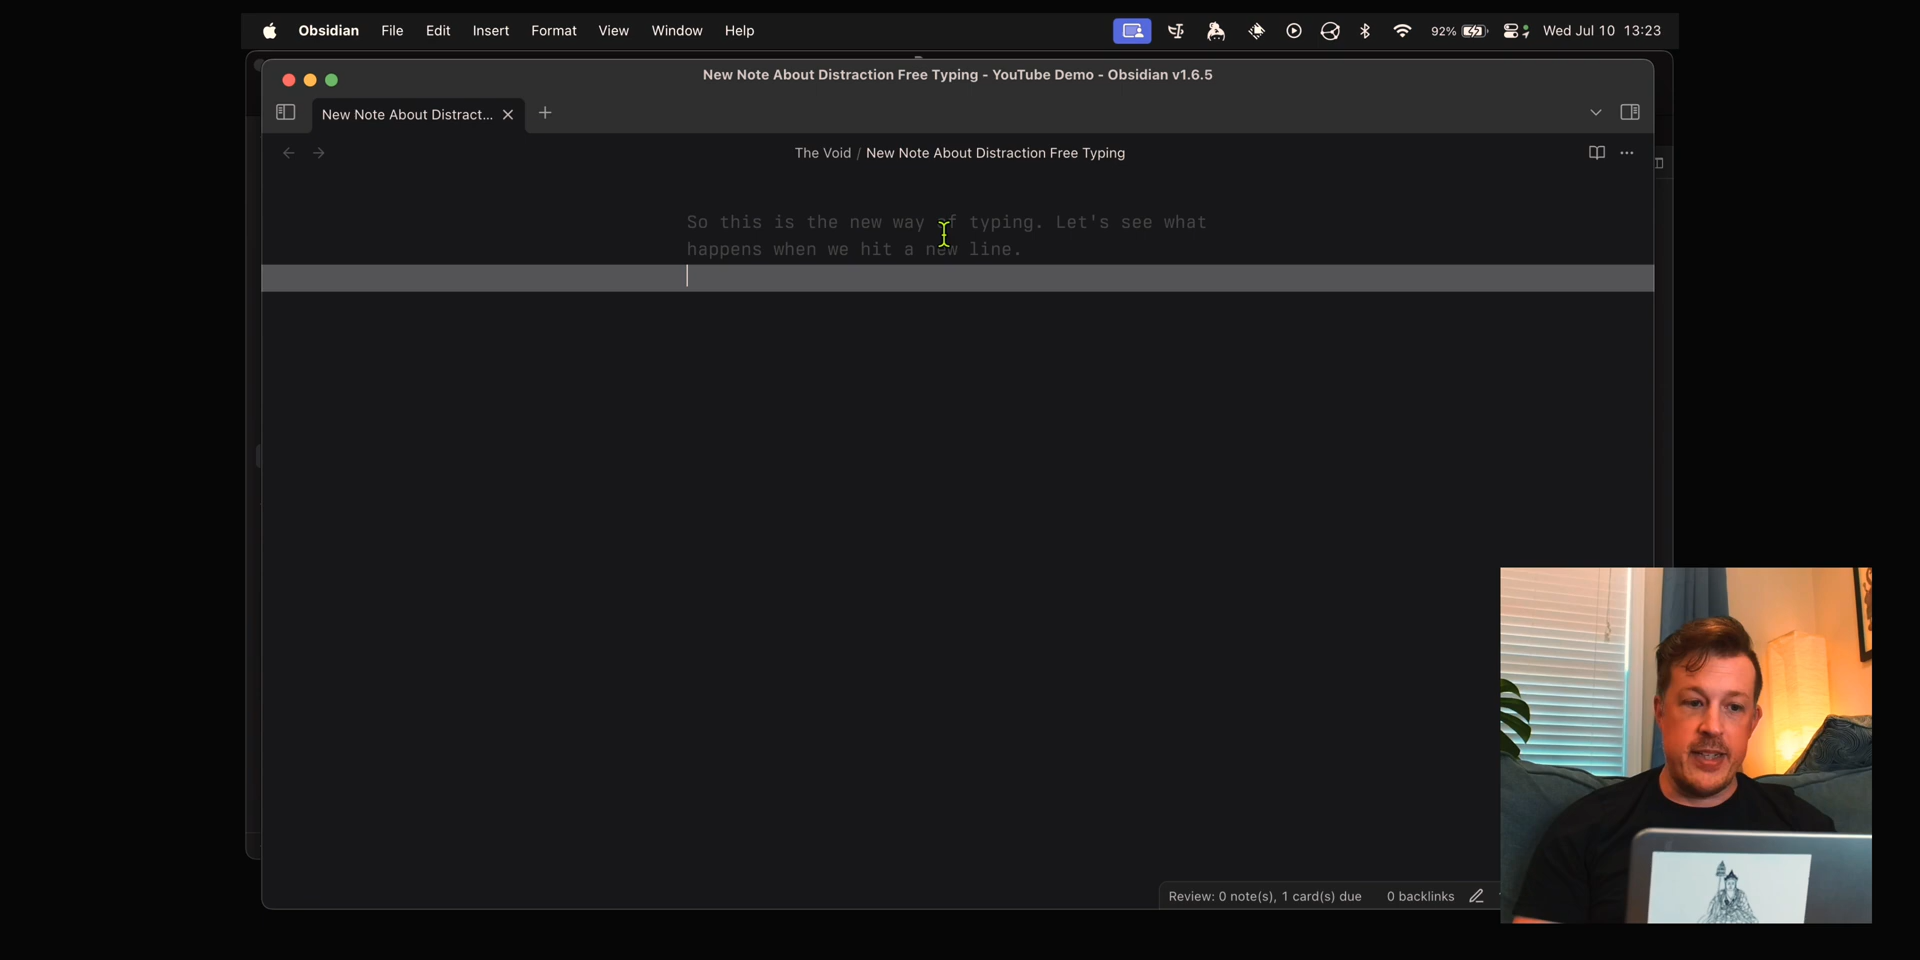 Obsidian File Edit Insert Format View Window Help 92% Wed Jul 10 13:23
New Note About Distraction Free Typing - YouTube Demo - Obsidian v1.6.5
New Note About Distract...
The Void / New Note About Distraction Free Typing
So this is the new way of typing. Let's see what
happens when we hit a new line.
Review: 0 note(s), 1 card(s) due 0 backlinks